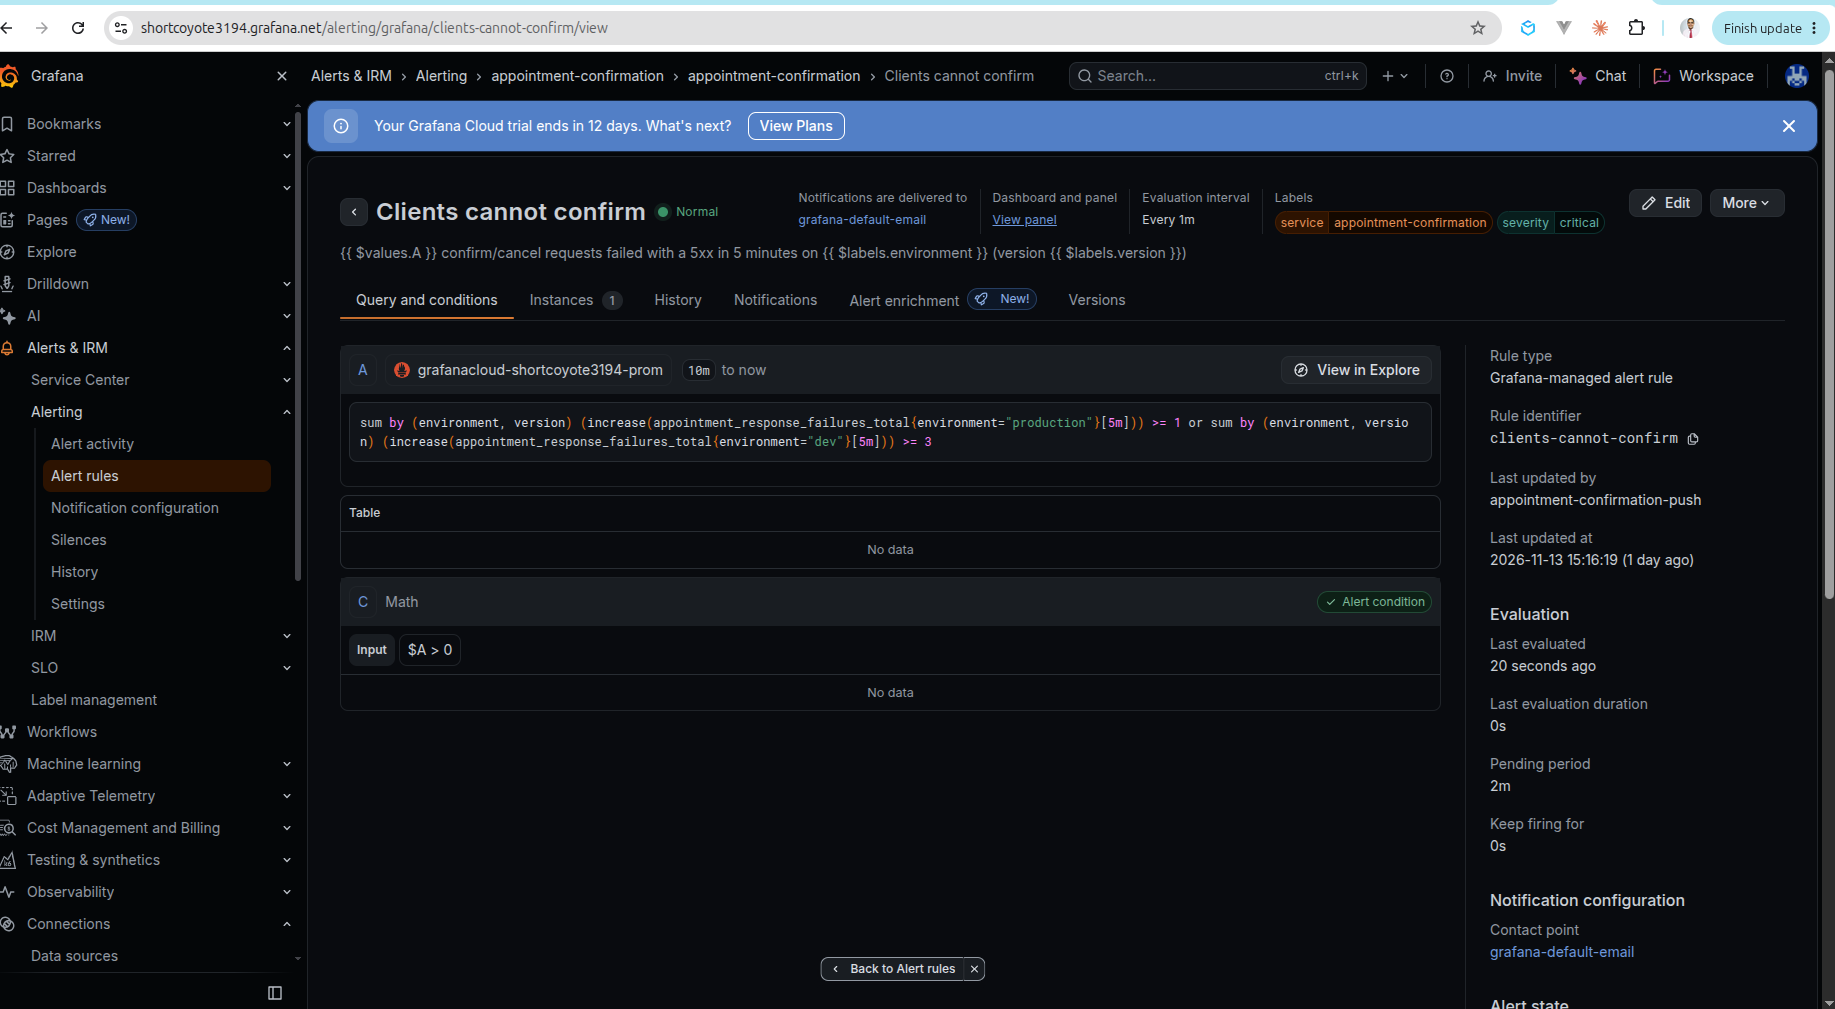 shortcoyote3194.grafana.net/alerting/grafana/clients-cannot-confirm/view
Finish update
Grafana
Alerts & IRM › Alerting › appointment-confirmation › appointment-confirmation › Clients cannot confirm
Search... ctrl+k
Invite
Chat
Workspace
Your Grafana Cloud trial ends in 12 days. What's next? View Plans
Bookmarks
Starred
Dashboards
Pages New!
Explore
Drilldown
AI
Alerts & IRM
Service Center
Alerting
Alert activity
Alert rules
Notification configuration
Silences
History
Settings
IRM
SLO
Label management
Workflows
Machine learning
Adaptive Telemetry
Cost Management and Billing
Testing & synthetics
Observability
Connections
Data sources
Clients cannot confirm Normal
Notifications are delivered to
grafana-default-email
Dashboard and panel
View panel
Evaluation interval
Every 1m
Labels
service appointment-confirmation severity critical
Edit
More
{{ $values.A }} confirm/cancel requests failed with a 5xx in 5 minutes on {{ $labels.environment }} (version {{ $labels.version }})
Query and conditions Instances 1 History Notifications Alert enrichment New! Versions
A grafanacloud-shortcoyote3194-prom 10m to now View in Explore
sum by (environment, version) (increase(appointment_response_failures_total{environment="production"}[5m])) >= 1 or sum by (environment, versio
n) (increase(appointment_response_failures_total{environment="dev"}[5m])) >= 3
Table
No data
C Math Alert condition
Input $A > 0
No data
Back to Alert rules
Rule type
Grafana-managed alert rule
Rule identifier
clients-cannot-confirm
Last updated by
appointment-confirmation-push
Last updated at
2026-11-13 15:16:19 (1 day ago)
Evaluation
Last evaluated
20 seconds ago
Last evaluation duration
0s
Pending period
2m
Keep firing for
0s
Notification configuration
Contact point
grafana-default-email
Alert state